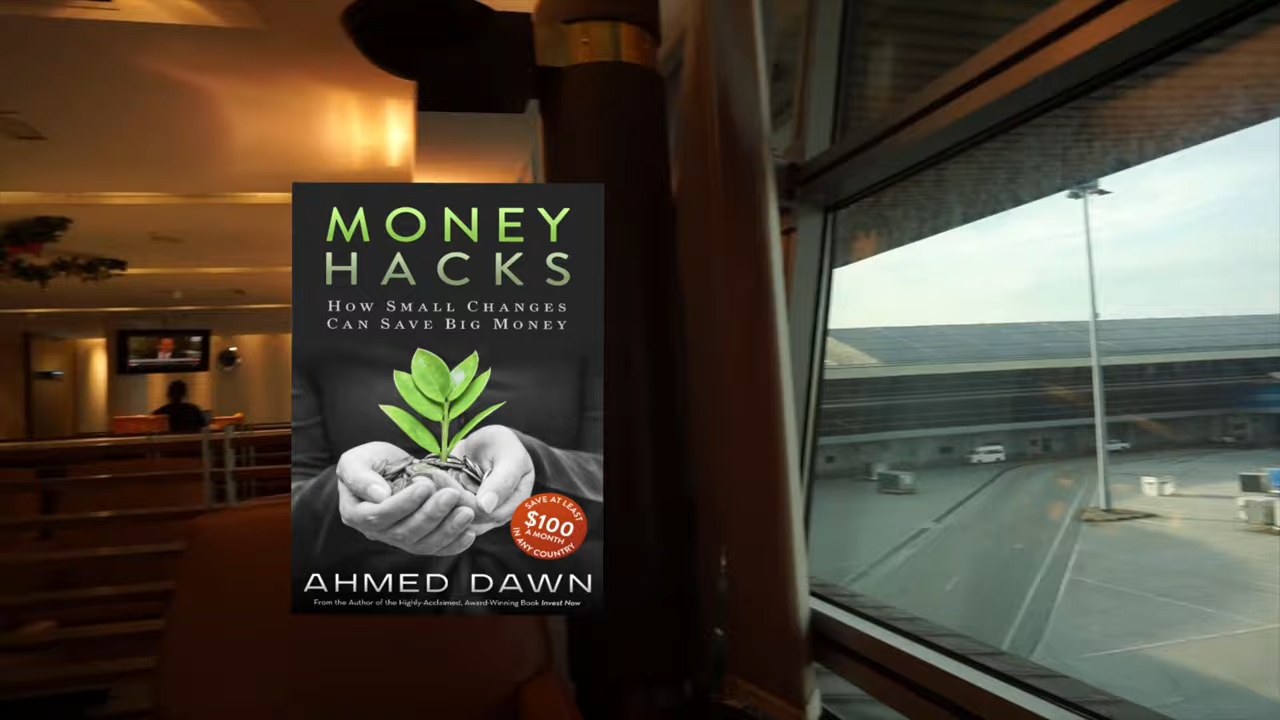 MONEY
HACKS
HOW SMALL CHANGES
CAN SAVE BIG MONEY
SAVE AT LEAST
$100
A MONTH
IN ANY COUNTRY
AHMED DAWN
From the Author of the Highly-Acclaimed, Award-Winning Book Invest Now